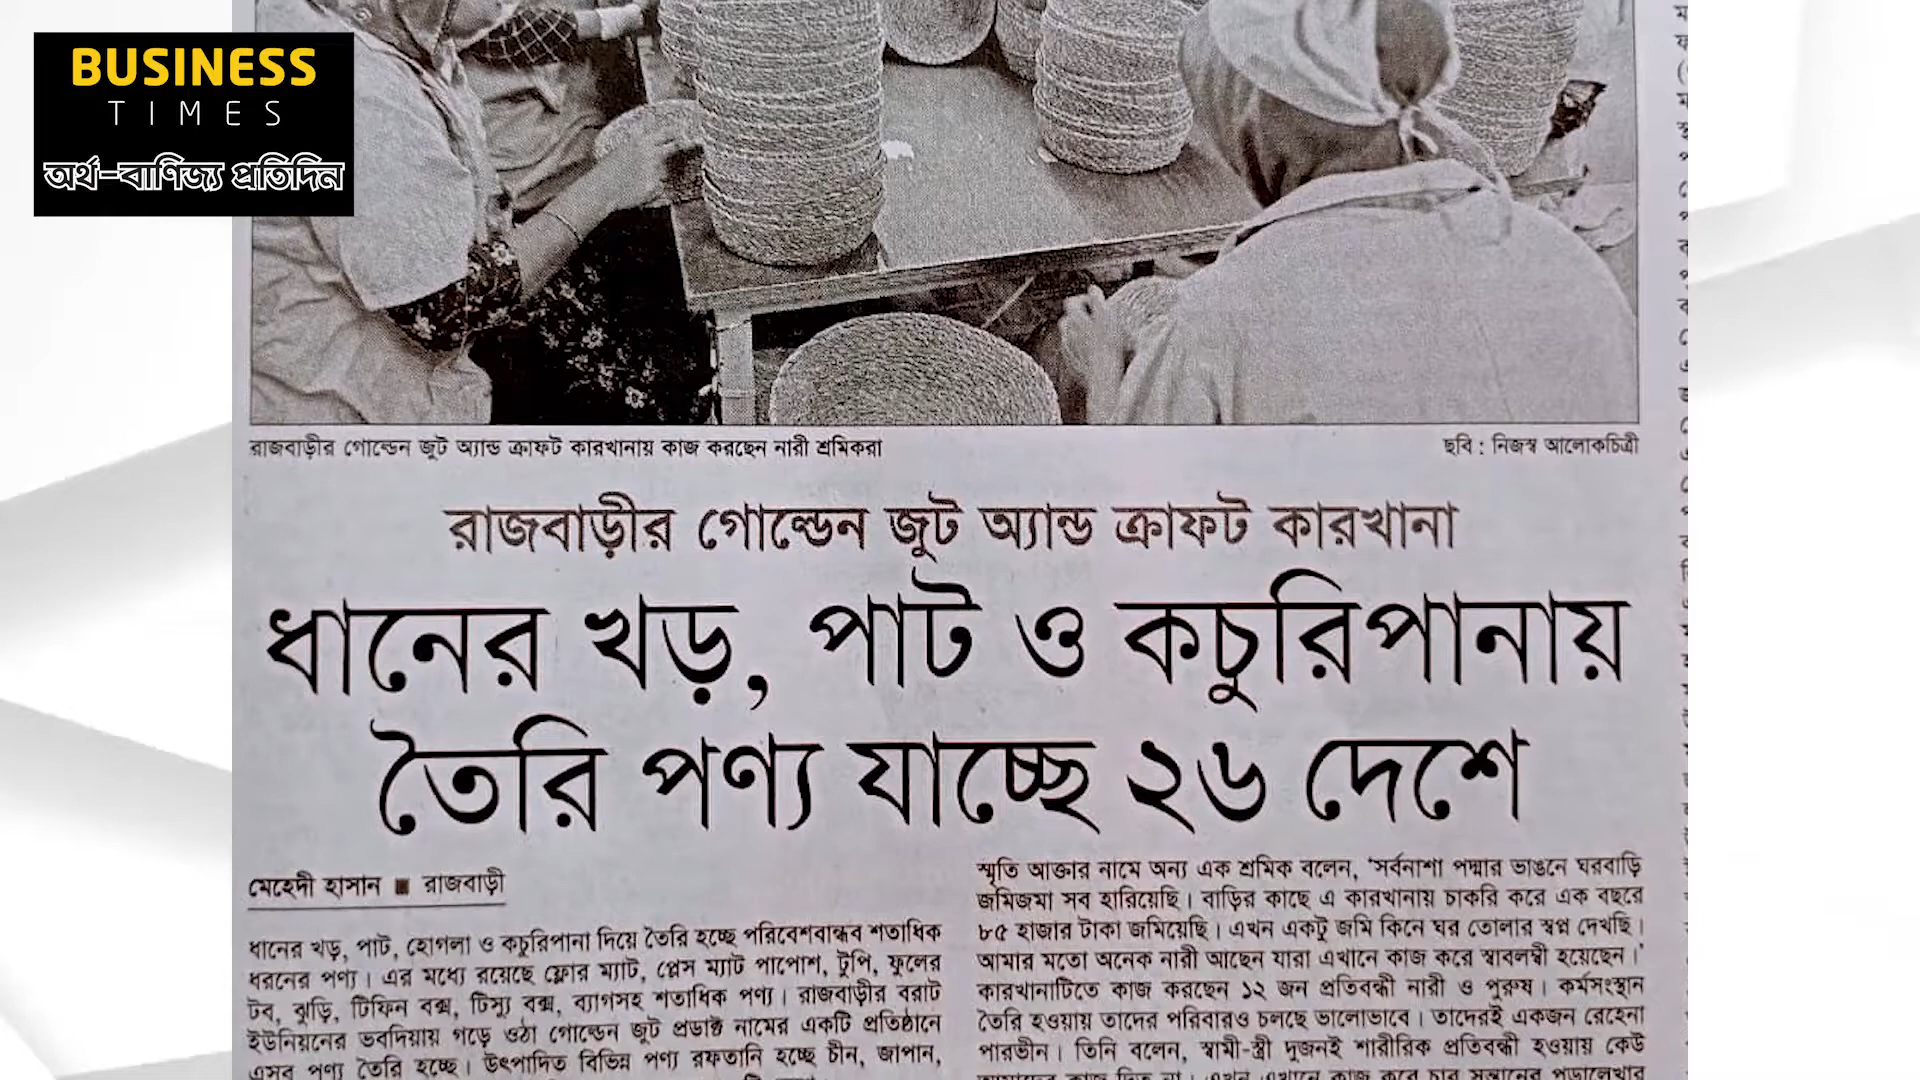 BUSINESS
TIMES
অর্থ-বাণিজ্য প্রতিদিন
রাজবাড়ীর গোল্ডেন জুট অ্যান্ড ক্রাফট কারখানায় কাজ করছেন নারী শ্রমিকরা
ছবি : নিজস্ব আলোকচিত্রী
রাজবাড়ীর গোল্ডেন জুট অ্যান্ড ক্রাফট কারখানা
ধানের খড়, পাট ও কচুরিপানায়
তৈরি পণ্য যাচ্ছে ২৬ দেশে
মেহেদী হাসান ■ রাজবাড়ী
ধানের খড়, পাট, হোগলা ও কচুরিপানা দিয়ে তৈরি হচ্ছে পরিবেশবান্ধব শতাধিক
ধরনের পণ্য। এর মধ্যে রয়েছে ফ্লোর ম্যাট, প্লেস ম্যাট পাপোশ, টুপি, ফুলের
টব, ঝুড়ি, টিফিন বক্স, টিস্যু বক্স, ব্যাগসহ শতাধিক পণ্য। রাজবাড়ীর বরাট
ইউনিয়নের ভবদিয়ায় গড়ে ওঠা গোল্ডেন জুট প্রডাক্ট নামের একটি প্রতিষ্ঠানে
এসব পণ্য তৈরি হচ্ছে। উৎপাদিত বিভিন্ন পণ্য রফতানি হচ্ছে চীন, জাপান,
স্মৃতি আক্তার নামে অন্য এক শ্রমিক বলেন, 'সর্বনাশা পদ্মার ভাঙনে ঘরবাড়ি
জমিজমা সব হারিয়েছি। বাড়ির কাছে এ কারখানায় চাকরি করে এক বছরে
৮৫ হাজার টাকা জমিয়েছি। এখন একটু জমি কিনে ঘর তোলার স্বপ্ন দেখছি।
আমার মতো অনেক নারী আছেন যারা এখানে কাজ করে স্বাবলম্বী হয়েছেন।'
কারখানাটিতে কাজ করছেন ১২ জন প্রতিবন্ধী নারী ও পুরুষ। কর্মসংস্থান
তৈরি হওয়ায় তাদের পরিবারও চলছে ভালোভাবে। তাদেরই একজন রেহেনা
পারভীন। তিনি বলেন, স্বামী-স্ত্রী দুজনই শারীরিক প্রতিবন্ধী হওয়ায় কেউ